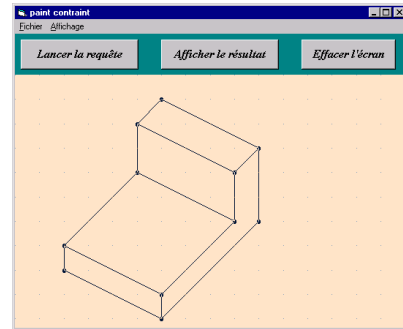 paint contraint
Fichier Affichage
Lancer la requête Afficher le résultat Effacer l'écran